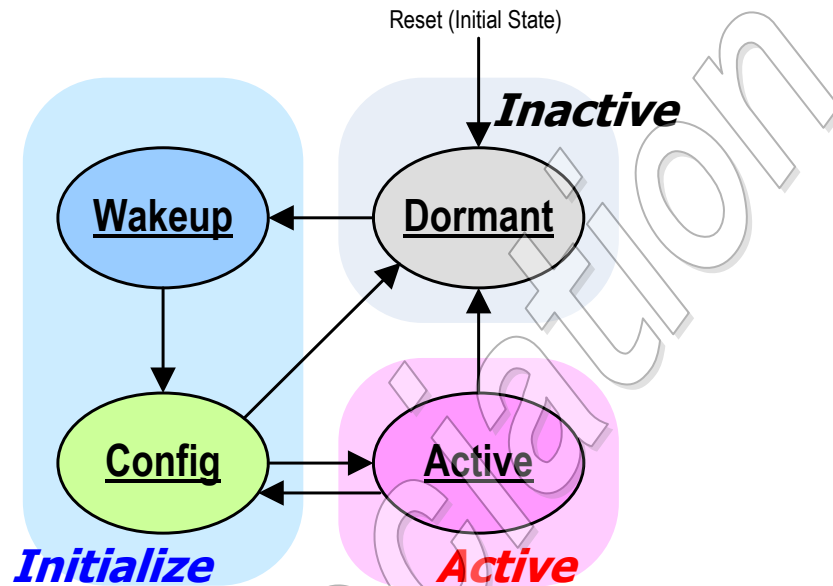 Reset (Initial State)
Inactive
Wakeup
Dormant
Config
Active
Initialize
Active